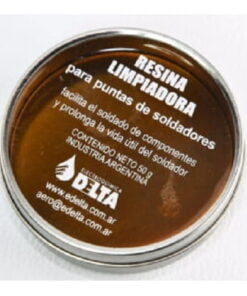 RESINA
LIMPIADORA
para puntas de soldadores
facilita el soldado de componentes
y prolonga la vida útil del soldador
CONTENIDO NETO 50 g
INDUSTRIA ARGENTINA
ELECTROQUIMICA
DELTA
www.edelta.com.ar
aero@edelta.com.ar